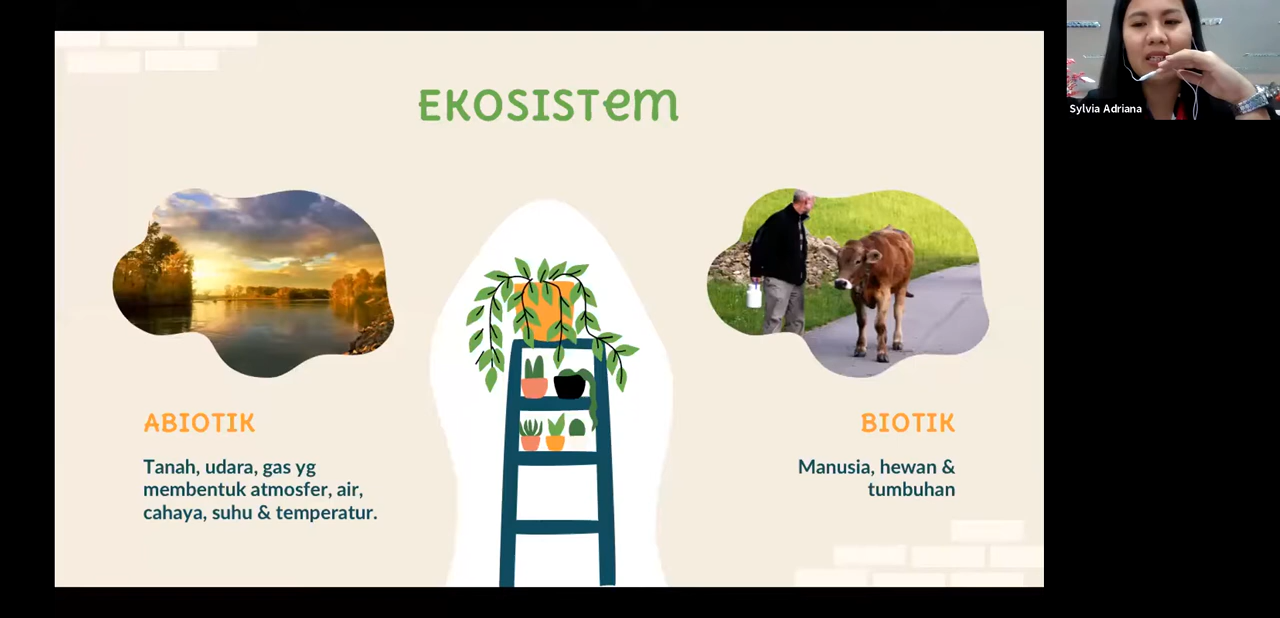 EKOSISTem
ABIOTIK
Tanah, udara, gas yg
membentuk atmosfer, air,
cahaya, suhu & temperatur.
BIOTIK
Manusia, hewan &
tumbuhan
Sylvia Adriana